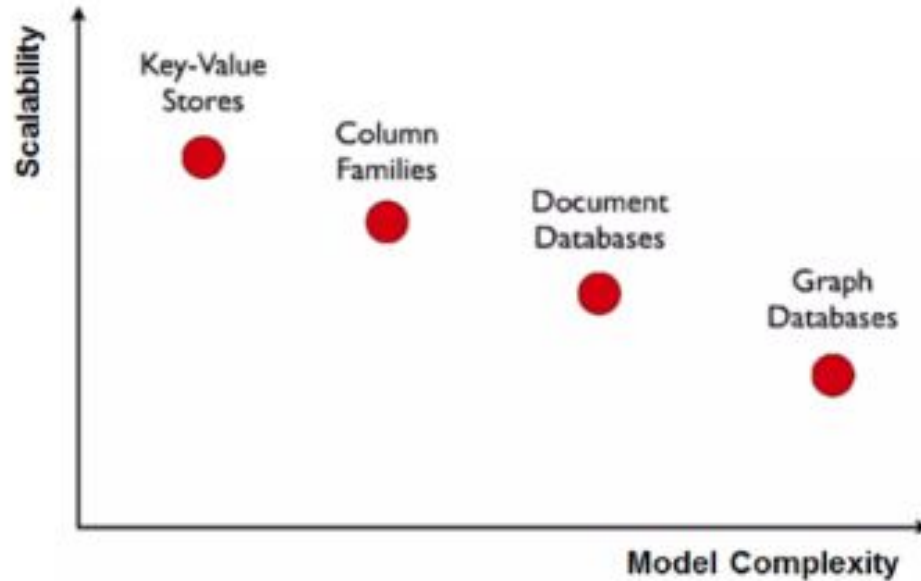 Scalability
Key-Value
Stores
Column
Families
Document
Databases
Graph
Databases
Model Complexity